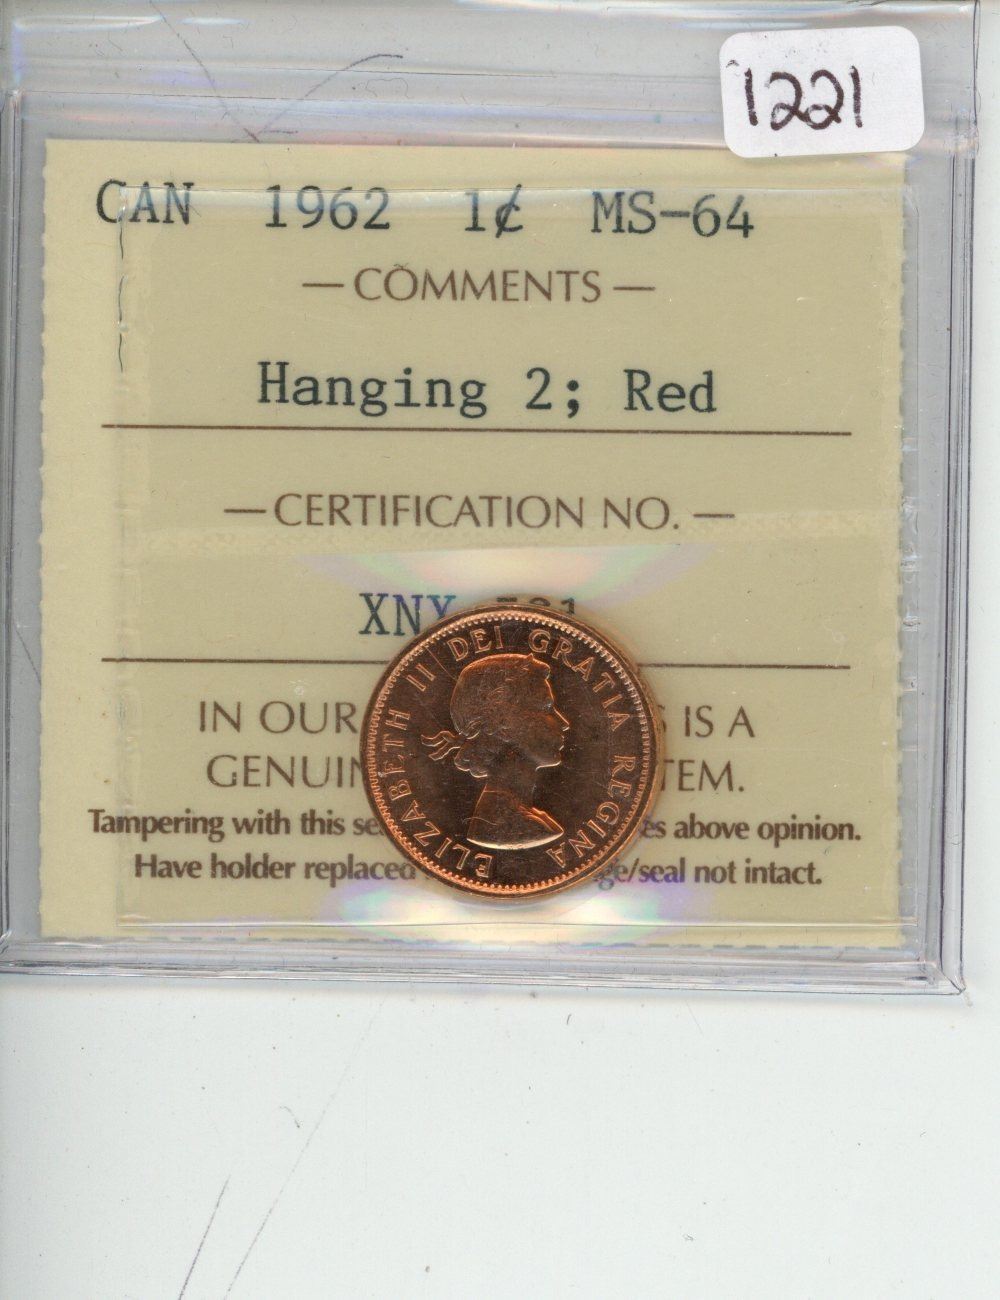 1221
CAN 1962 1¢ MS-64
— COMMENTS —
Hanging 2; Red
— CERTIFICATION NO. —
XNX
IN OUR IS A
GENUIN TEM.
Tampering with this se es above opinion.
Have holder replaced ge/seal not intact.
ELIZABETH II DEI GRATIA REGINA